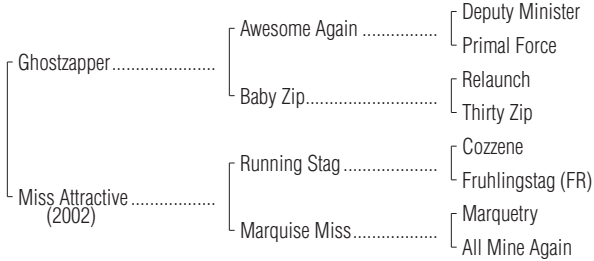 Deputy Minister
Awesome Again ................
Primal Force
Ghostzapper......................
Relaunch
Baby Zip............................
Thirty Zip
Cozzene
Running Stag ....................
Fruhlingstag (FR)
Miss Attractive ..................
(2002)
Marquetry
Marquise Miss..................
All Mine Again